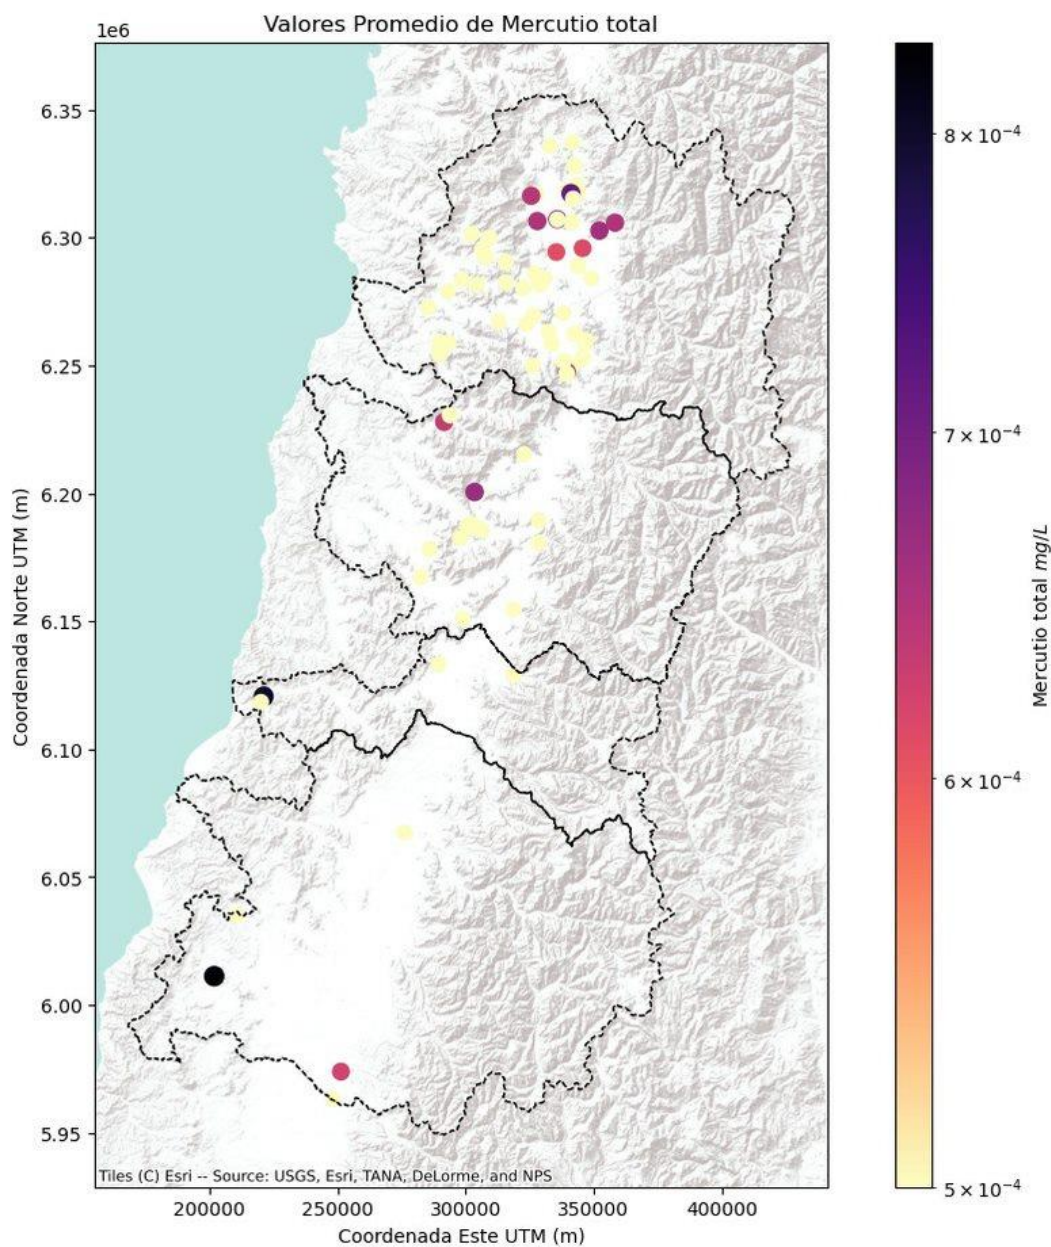 Valores Promedio de Mercutio total
1e6
6.35
6.30
6.25
6.20
6.15
6.10
6.05
6.00
5.95
Coordenada Norte UTM (m)
Tiles (C) Esri -- Source: USGS, Esri, TANA, DeLorme, and NPS
200000 250000 300000 350000 400000
Coordenada Este UTM (m)
8 × 10⁻⁴
7 × 10⁻⁴
6 × 10⁻⁴
5 × 10⁻⁴
Mercutio total mg/L